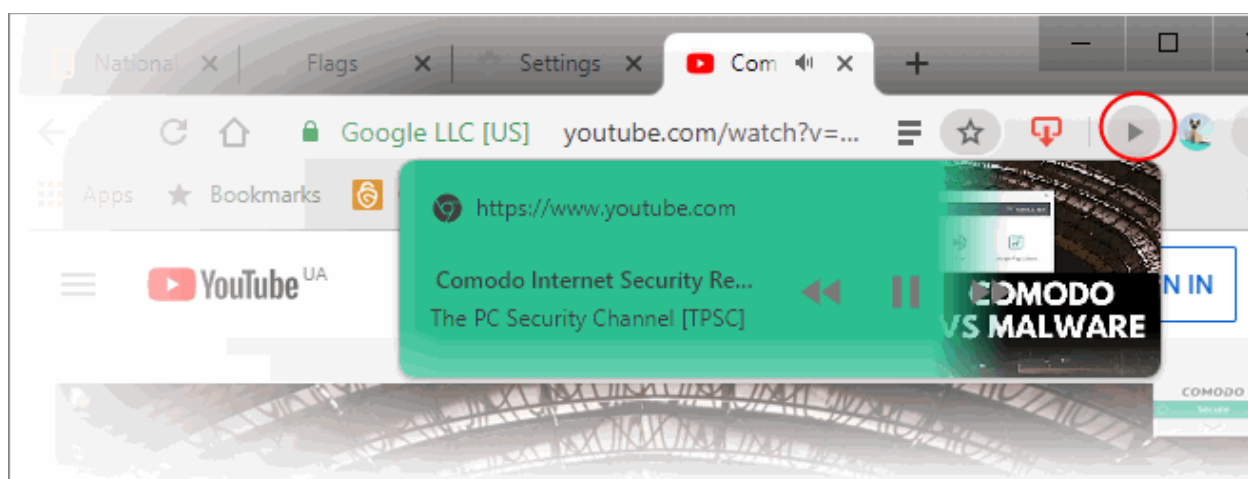 National
Flags
Settings
Com
Google LLC [US]
youtube.com/watch?v=...
Apps
Bookmarks
https://www.youtube.com
Comodo Internet Security Re...
The PC Security Channel [TPSC]
COMODO
VS MALWARE
YouTube UA
N IN
COMODO
Secure